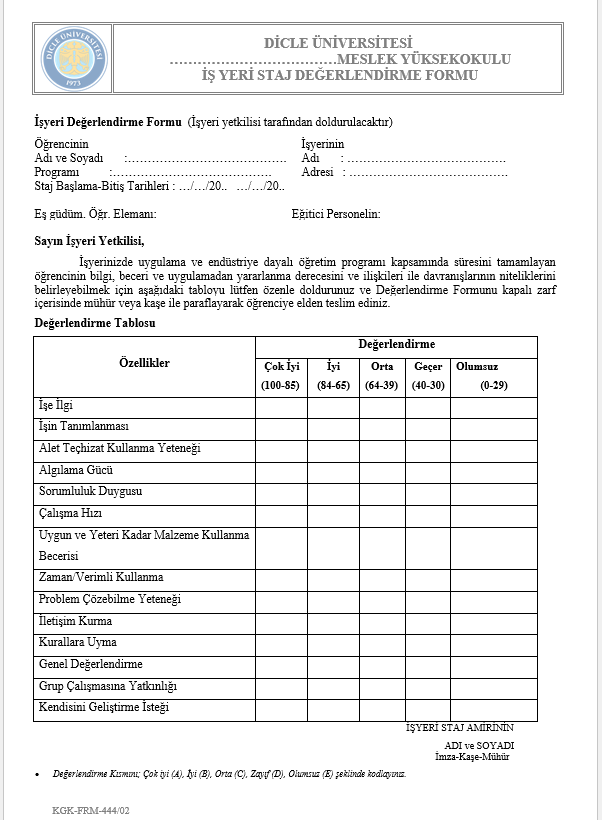 DİCLE ÜNİVERSİTESİ
1973
DİCLE ÜNİVERSİTESİ
…………………………….MESLEK YÜKSEKOKULU
İŞ YERİ STAJ DEĞERLENDİRME FORMU
İşyeri Değerlendirme Formu (İşyeri yetkilisi tarafından doldurulacaktır)
Öğrencinin İşyerinin
Adı ve Soyadı :………………………………. Adı : ……………………………….
Programı :………………………………. Adresi : ……………………………….
Staj Başlama-Bitiş Tarihleri : …/…/20.. …/…/20..
Eş güdüm. Öğr. Elemanı: Eğitici Personelin:
Sayın İşyeri Yetkilisi,
İşyerinizde uygulama ve endüstriye dayalı öğretim programı kapsamında süresini tamamlayan
öğrencinin bilgi, beceri ve uygulamadan yararlanma derecesini ve ilişkileri ile davranışlarının niteliklerini
belirleyebilmek için aşağıdaki tabloyu lütfen özenle doldurunuz ve Değerlendirme Formunu kapalı zarf
içerisinde mühür veya kaşe ile paraflayarak öğrenciye elden teslim ediniz.
Değerlendirme Tablosu
Özellikler Değerlendirme
Çok İyi İyi Orta Geçer Olumsuz
(100-85) (84-65) (64-39) (40-30) (0-29)
İşe İlgi
İşin Tanımlanması
Alet Teçhizat Kullanma Yeteneği
Algılama Gücü
Sorumluluk Duygusu
Çalışma Hızı
Uygun ve Yeteri Kadar Malzeme Kullanma
Becerisi
Zaman/Verimli Kullanma
Problem Çözebilme Yeteneği
İletişim Kurma
Kurallara Uyma
Genel Değerlendirme
Grup Çalışmasına Yatkınlığı
Kendisini Geliştirme İsteği
İŞYERİ STAJ AMİRİNİN
ADI ve SOYADI
İmza-Kaşe-Mühür
• Değerlendirme Kısmını; Çok iyi (A), İyi (B), Orta (C), Zayıf (D), Olumsuz (E) şeklinde kodlayınız.
KGK-FRM-444/02